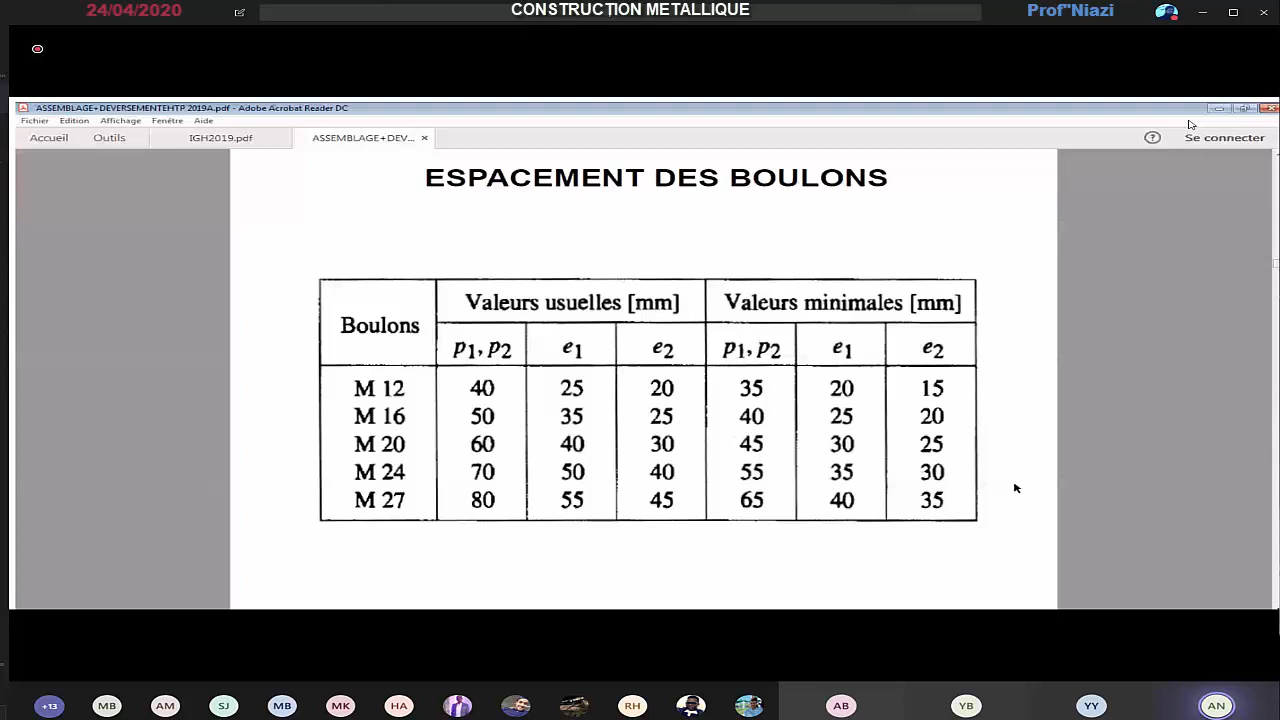 24/04/2020 CONSTRUCTION METALLIQUE Prof"Niazi
ASSEMBLAGE+DEVERSEMENTEHTP 2019A.pdf - Adobe Acrobat Reader DC
Fichier Edition Affichage Fenêtre Aide
Accueil Outils IGH2019.pdf ASSEMBLAGE+DEV... × ? Se connecter
ESPACEMENT DES BOULONS
Boulons Valeurs usuelles [mm] Valeurs minimales [mm]
p1, p2 e1 e2 p1, p2 e1 e2
M 12 40 25 20 35 20 15
M 16 50 35 25 40 25 20
M 20 60 40 30 45 30 25
M 24 70 50 40 55 35 30
M 27 80 55 45 65 40 35
+13 MB AM SJ MB MK HA RH AB YB YY AN